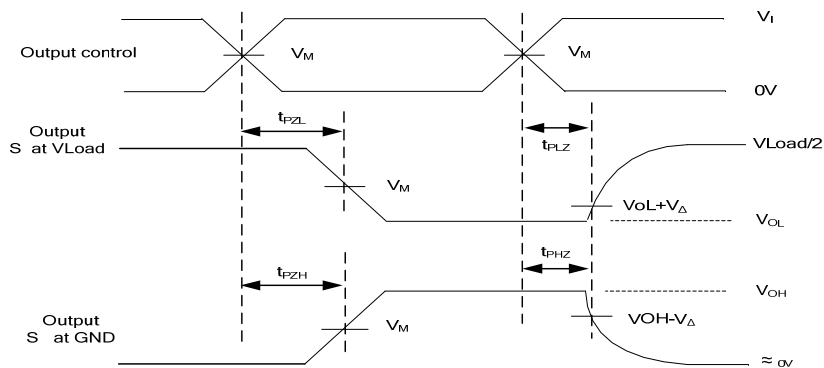 Output control
VM
VM
VI
0V
Output
S at VLoad
tPZL
VM
tPLZ
VLoad/2
VoL+VΔ
VOL
Output
S at GND
tPZH
VM
tPHZ
VOH
VOH-VΔ
≈ 0V